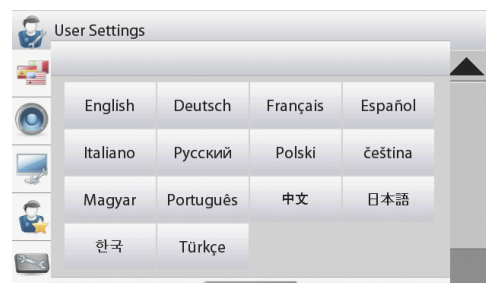 User Settings
English Deutsch Français Español
Italiano Русский Polski čeština
Magyar Português 中文 日本語
한국 Türkçe